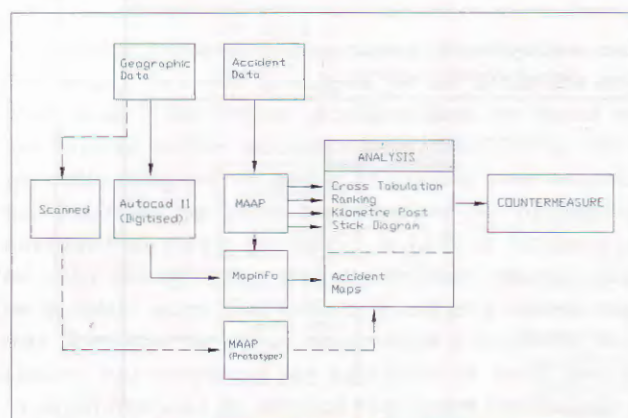 Geographic
Data
Accident
Data
ANALYSIS
Scanned
Autocad 11
(Digitised)
MAAP
Cross Tabulation
Ranking
Kilometre Post
Stick Diagram
COUNTERMEASURE
Mapinfo
Accident
Maps
MAAP
(Prototype)